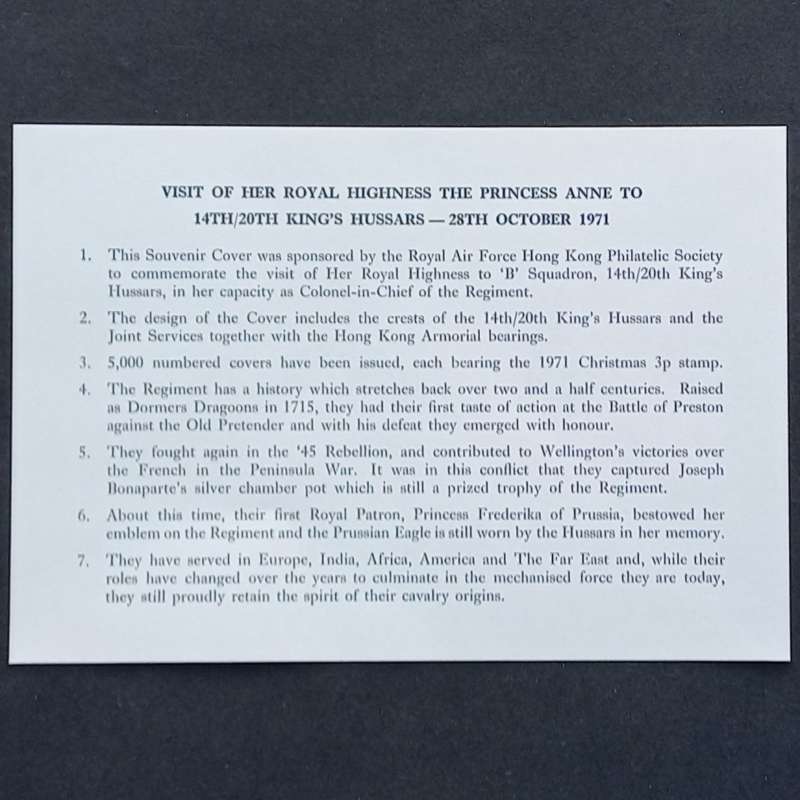 VISIT OF HER ROYAL HIGHNESS THE PRINCESS ANNE TO
14TH/20TH KING'S HUSSARS — 28TH OCTOBER 1971
1. This Souvenir Cover was sponsored by the Royal Air Force Hong Kong Philatelic Society
to commemorate the visit of Her Royal Highness to 'B' Squadron, 14th/20th King's
Hussars, in her capacity as Colonel-in-Chief of the Regiment.
2. The design of the Cover includes the crests of the 14th/20th King's Hussars and the
Joint Services together with the Hong Kong Armorial bearings.
3. 5,000 numbered covers have been issued, each bearing the 1971 Christmas 3p stamp.
4. The Regiment has a history which stretches back over two and a half centuries. Raised
as Dormers Dragoons in 1715, they had their first taste of action at the Battle of Preston
against the Old Pretender and with his defeat they emerged with honour.
5. They fought again in the '45 Rebellion, and contributed to Wellington's victories over
the French in the Peninsula War. It was in this conflict that they captured Joseph
Bonaparte's silver chamber pot which is still a prized trophy of the Regiment.
6. About this time, their first Royal Patron, Princess Frederika of Prussia, bestowed her
emblem on the Regiment and the Prussian Eagle is still worn by the Hussars in her memory.
7. They have served in Europe, India, Africa, America and The Far East and, while their
roles have changed over the years to culminate in the mechanised force they are today,
they still proudly retain the spirit of their cavalry origins.